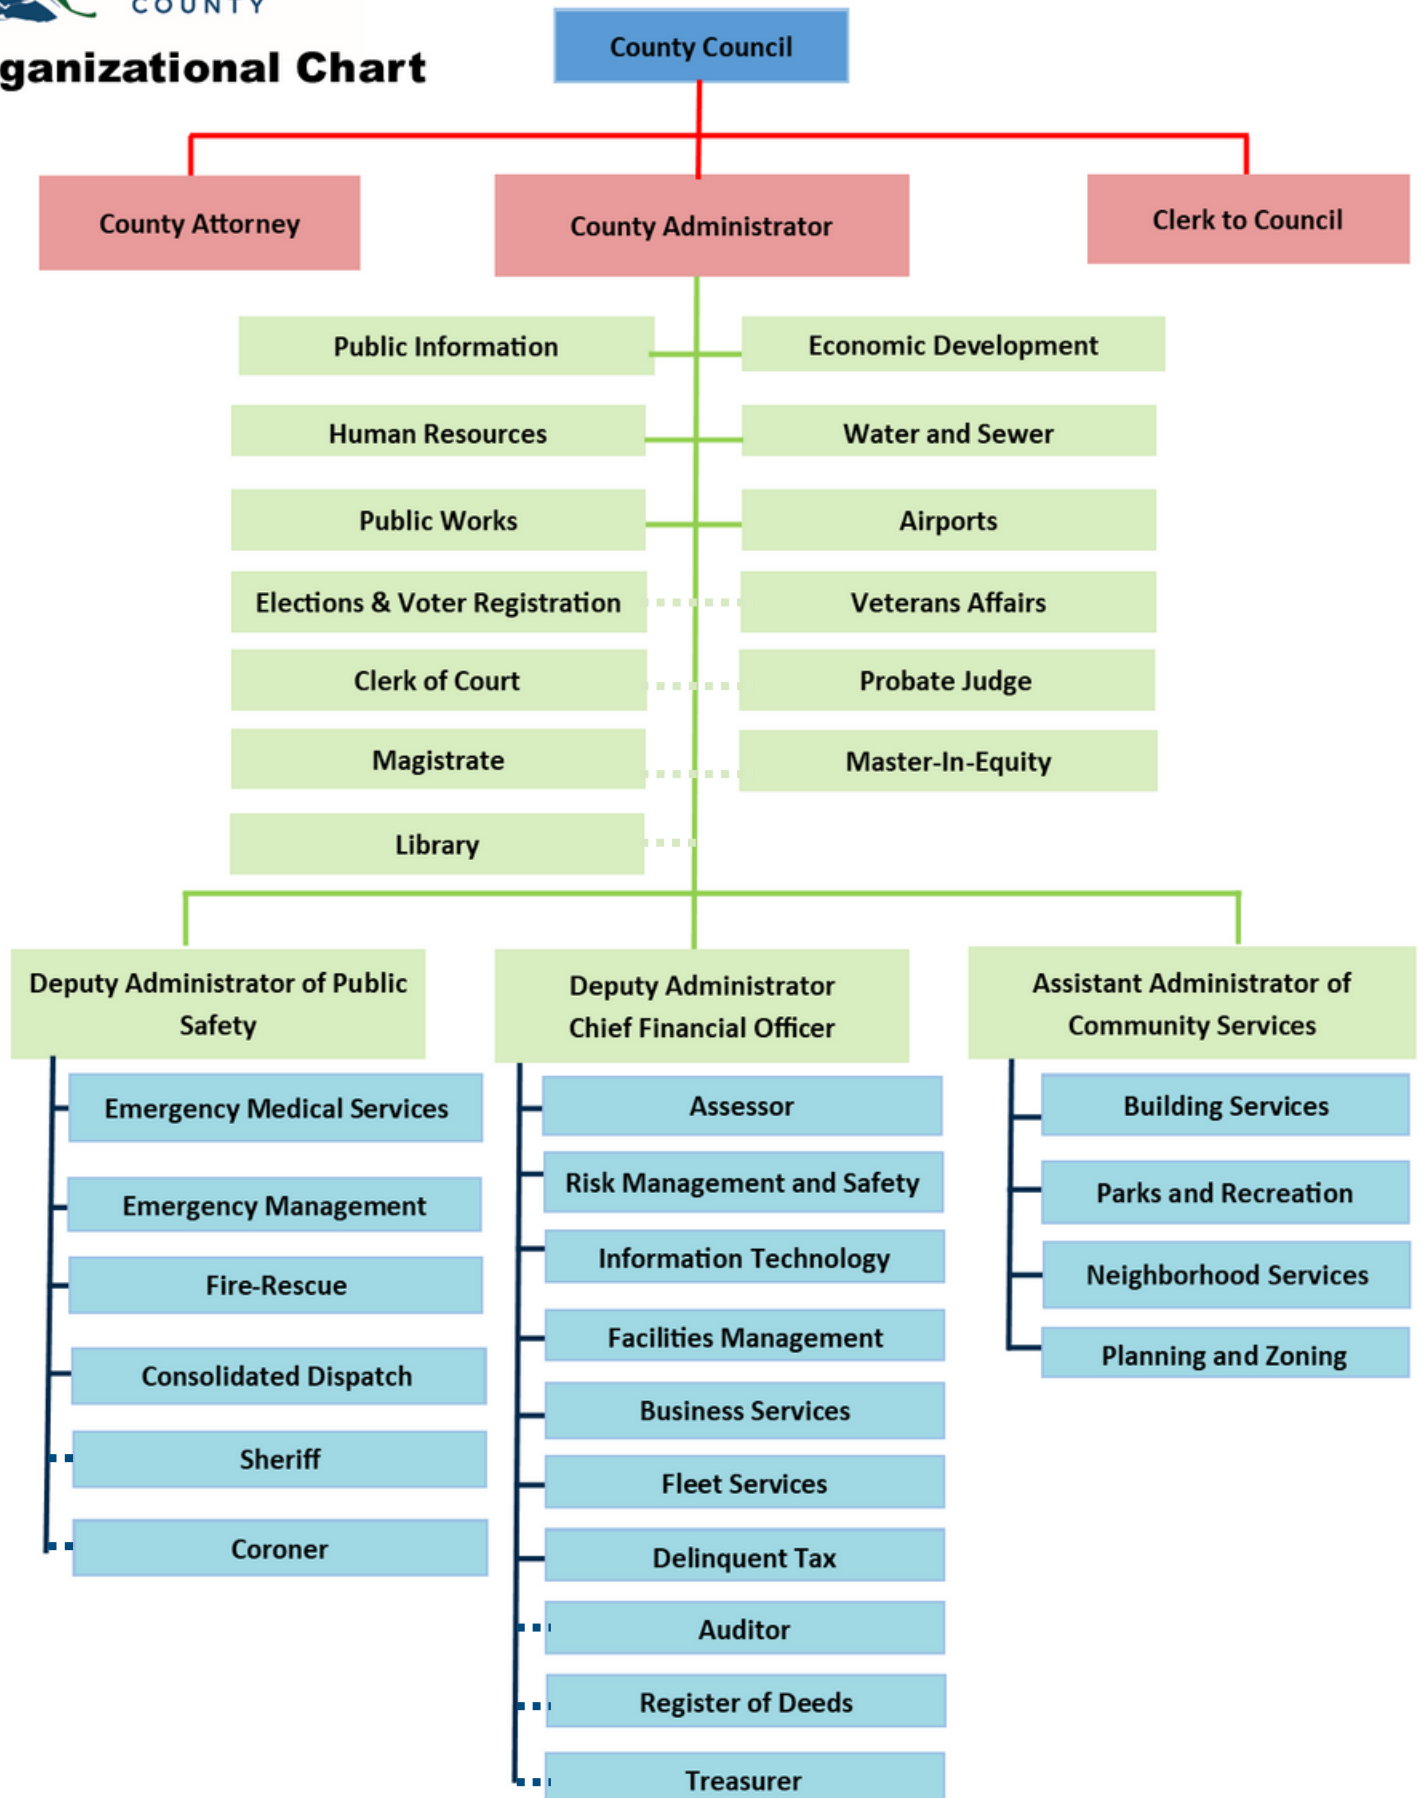 COUNTY
ganizational Chart
County Council
County Attorney
County Administrator
Clerk to Council
Public Information
Economic Development
Human Resources
Water and Sewer
Public Works
Airports
Elections & Voter Registration
Veterans Affairs
Clerk of Court
Probate Judge
Magistrate
Master-In-Equity
Library
Deputy Administrator of Public
Safety
Emergency Medical Services
Emergency Management
Fire-Rescue
Consolidated Dispatch
Sheriff
Coroner
Deputy Administrator
Chief Financial Officer
Assessor
Risk Management and Safety
Information Technology
Facilities Management
Business Services
Fleet Services
Delinquent Tax
Auditor
Register of Deeds
Treasurer
Assistant Administrator of
Community Services
Building Services
Parks and Recreation
Neighborhood Services
Planning and Zoning